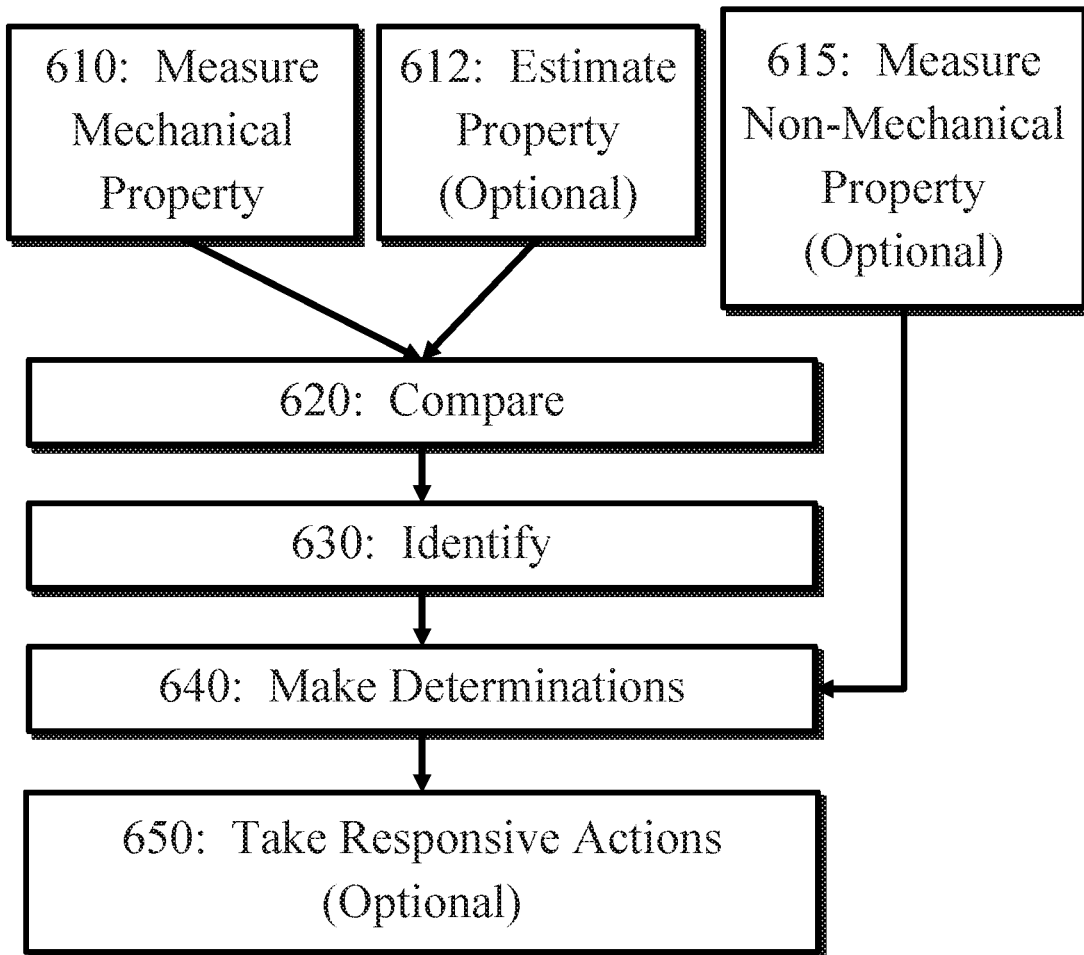 610: Measure
Mechanical
Property
612: Estimate
Property
(Optional)
615: Measure
Non-Mechanical
Property
(Optional)
620: Compare
630: Identify
640: Make Determinations
650: Take Responsive Actions
(Optional)